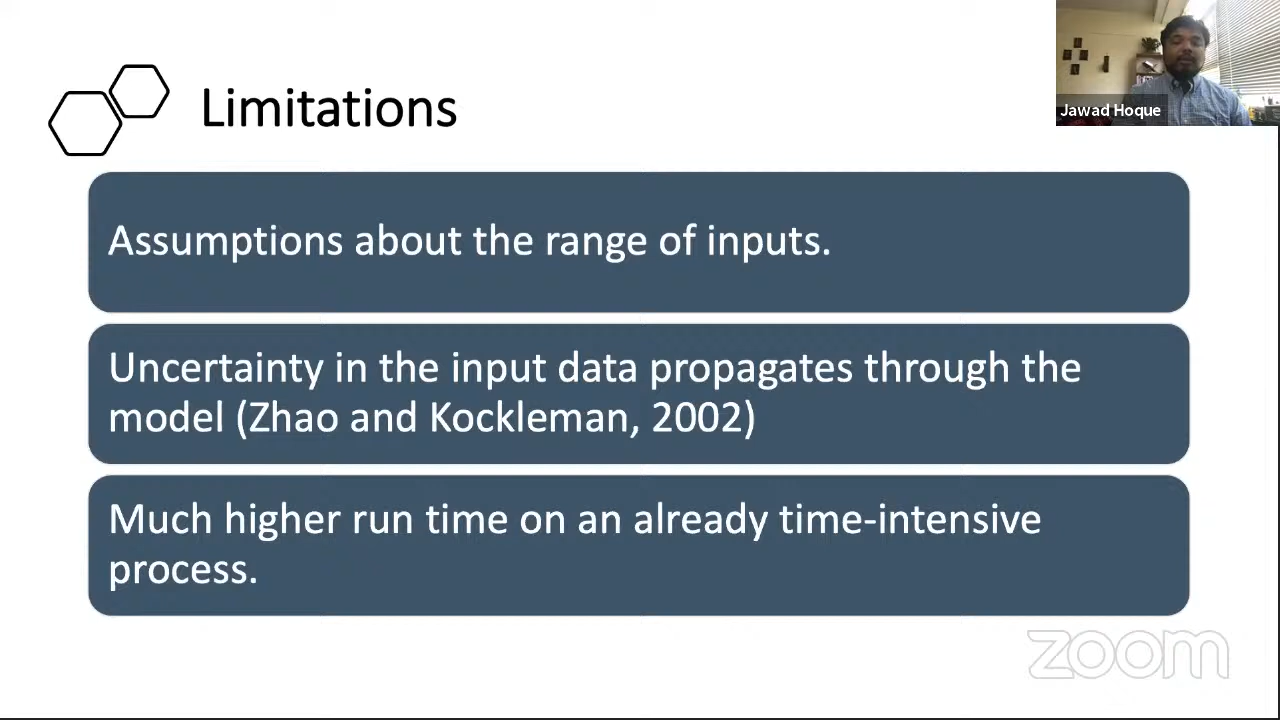 Limitations
Jawad Hoque
Assumptions about the range of inputs.
Uncertainty in the input data propagates through the
model (Zhao and Kockleman, 2002)
Much higher run time on an already time-intensive
process.
zoom